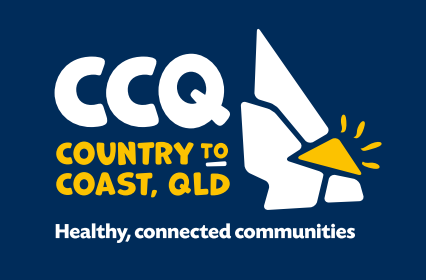 CCQ
COUNTRY TO
COAST, QLD
Healthy, connected communities